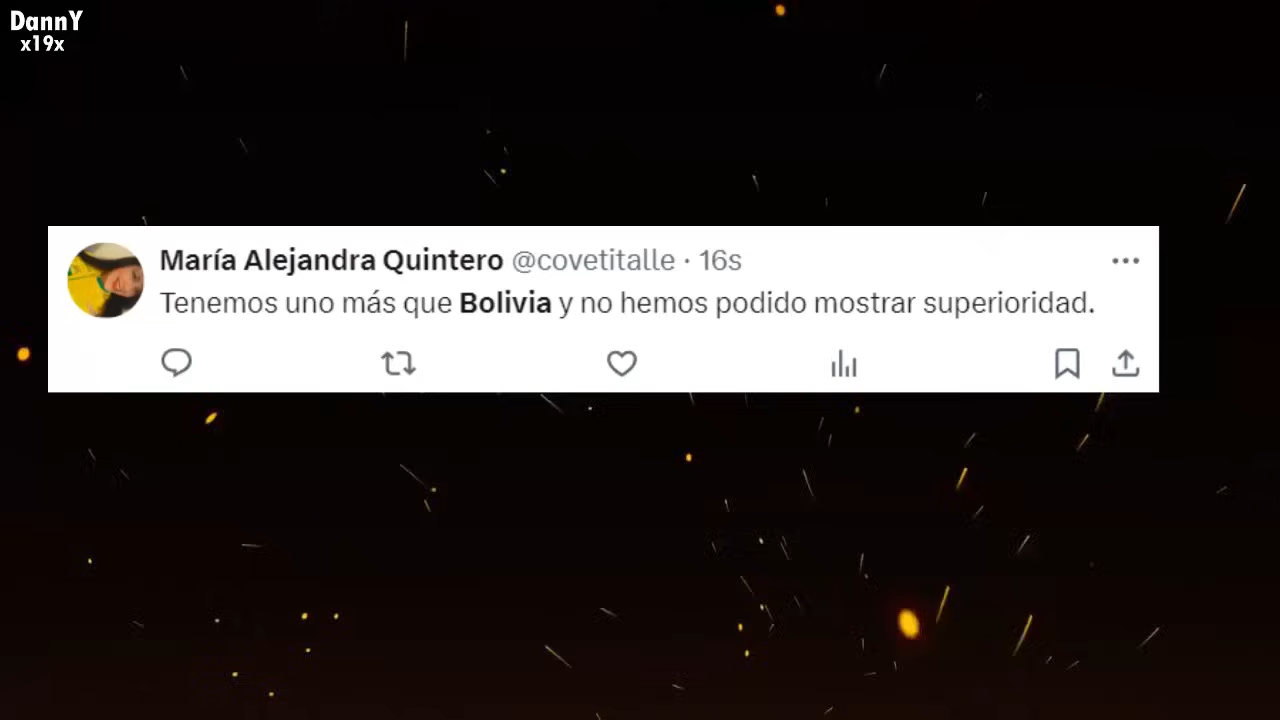 DannY
x19x
María Alejandra Quintero @covetitalle · 16s
Tenemos uno más que Bolivia y no hemos podido mostrar superioridad.